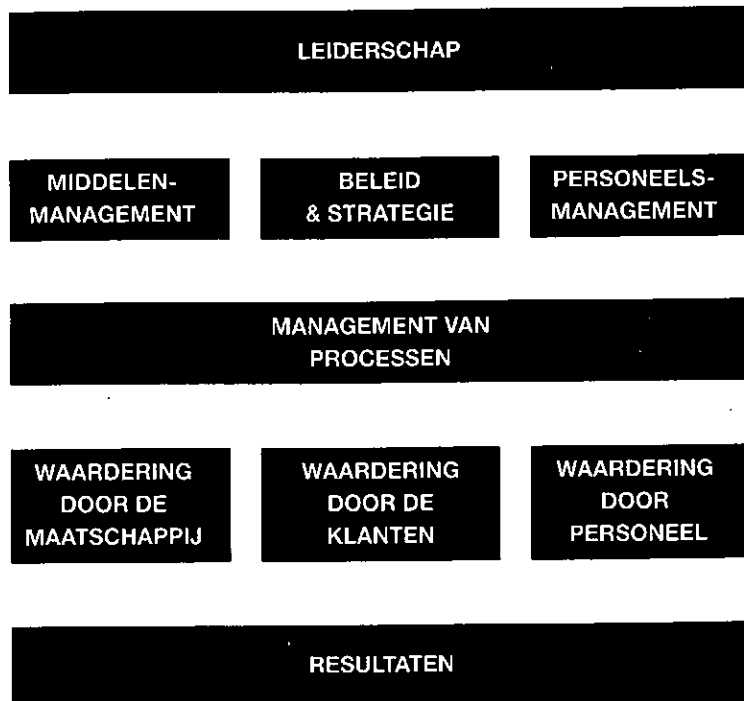 LEIDERSCHAP
MIDDELEN-
MANAGEMENT
BELEID
& STRATEGIE
PERSONEELS-
MANAGEMENT
MANAGEMENT VAN
PROCESSEN
WAARDERING
DOOR DE
MAATSCHAPPIJ
WAARDERING
DOOR DE
KLANTEN
WAARDERING
DOOR
PERSONEEL
RESULTATEN